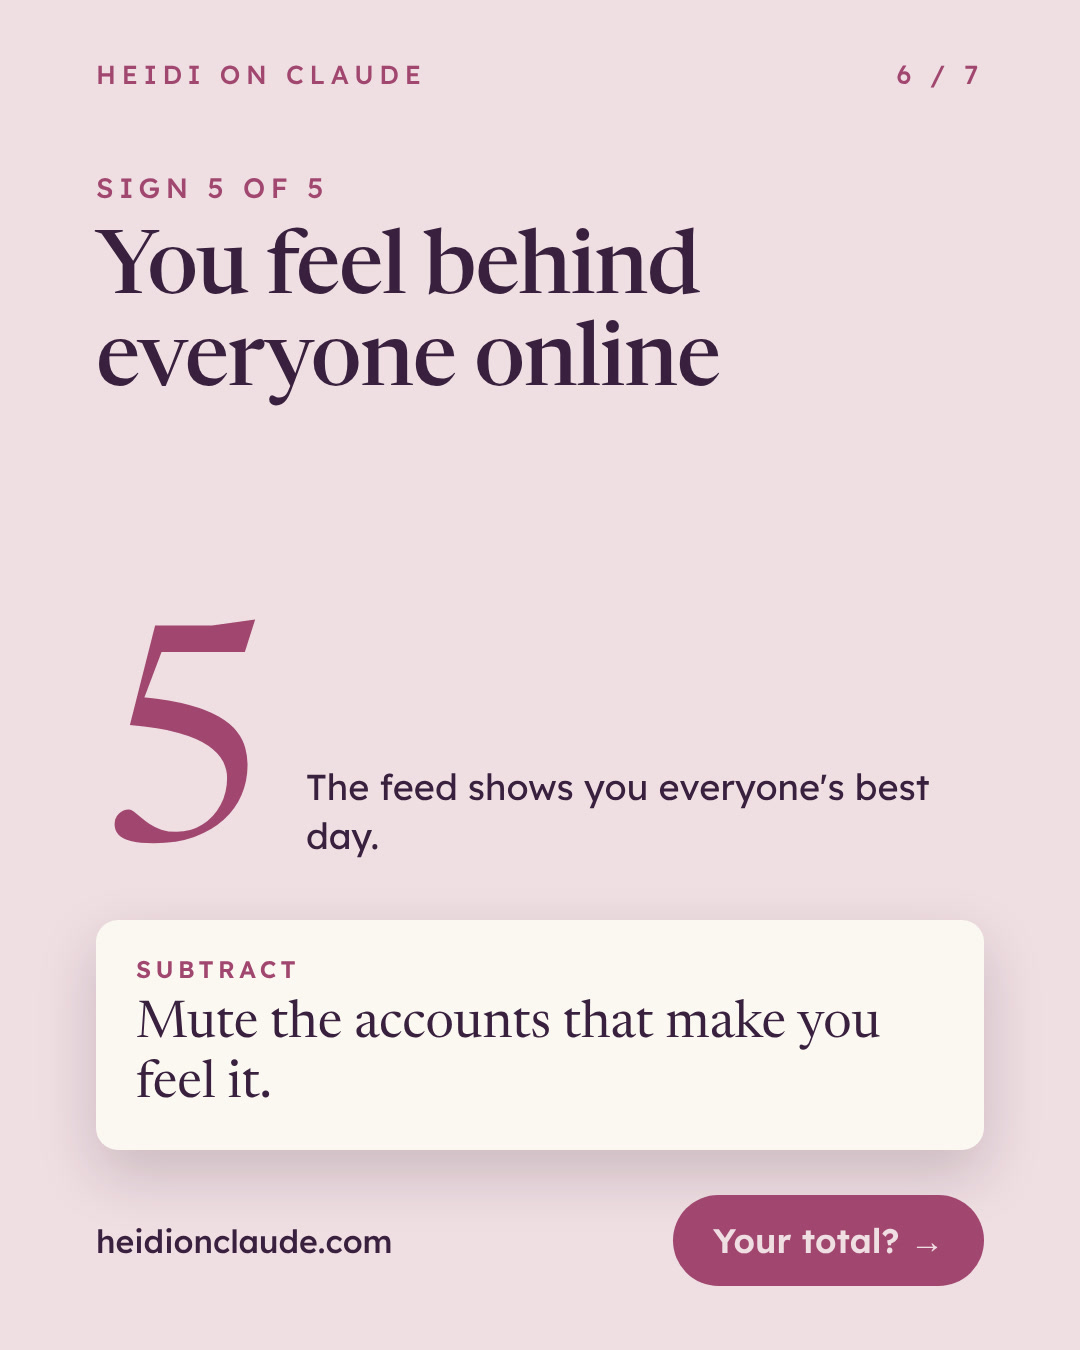 HEIDI ON CLAUDE
6 / 7
SIGN 5 OF 5
You feel behind
everyone online
5
The feed shows you everyone's best
day.
SUBTRACT
Mute the accounts that make you
feel it.
heidionclaude.com
Your total? →